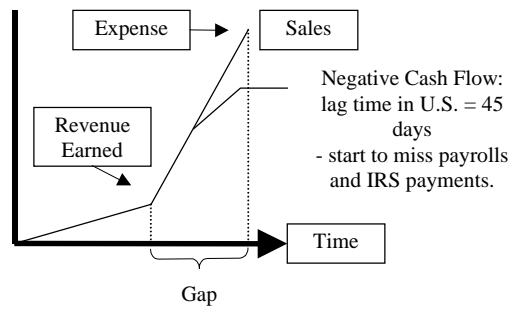 Expense
Sales
Negative Cash Flow:
lag time in U.S. = 45
days
- start to miss payrolls
and IRS payments.
Revenue
Earned
Time
Gap